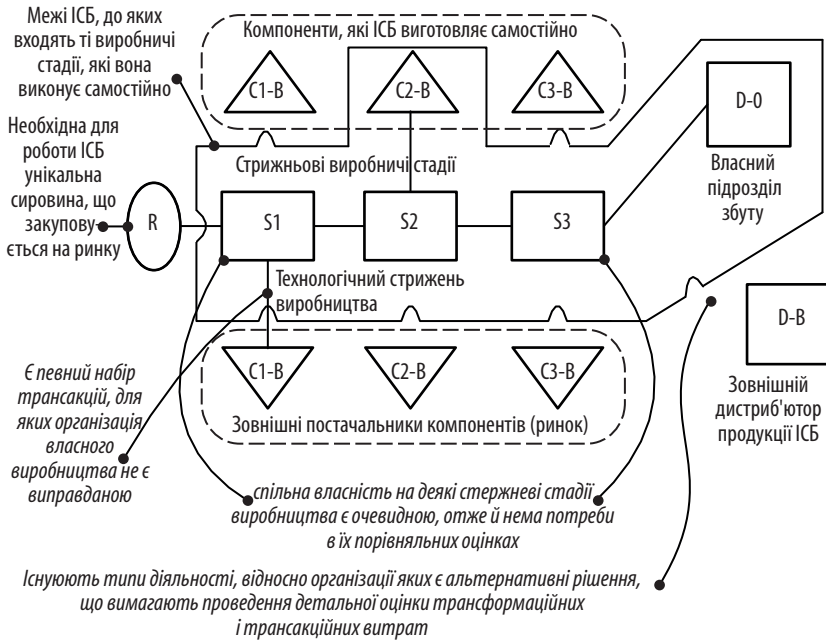 Межі ІСБ, до яких
входять ті виробничі
стадії, які вона
виконує самостійно
Компоненти, які ІСБ виготовляє самостійно
C1-B
C2-B
C3-B
D-0
Власний
підрозділ
збуту
Необхідна для
роботи ІСБ
унікальна
сировина, що
закупову-
ється на ринку
Стрижньові виробничі стадії
R
S1
S2
S3
Технологічний стрижень
виробництва
D-B
Зовнішній
дистриб'ютор
продукції ІСБ
C1-B
C2-B
C3-B
Зовнішні постачальники компонентів (ринок)
Є певний набір
трансакцій, для
яких організація
власного
виробництва не є
виправданою
спільна власність на деякі стержневі стадії
виробництва є очевидною, отже й нема потреби
в їх порівняльних оцінках
Існуюють типи діяльності, відносно організації яких є альтернативні рішення,
що вимагають проведення детальної оцінки трансформаційних
і трансакційних витрат